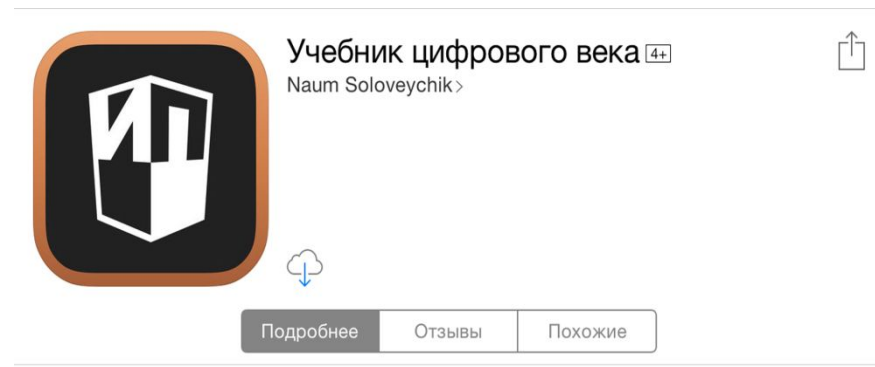 ИП
Учебник цифрового века 4+
Naum Soloveychik >
Подробнее
Отзывы
Похожие